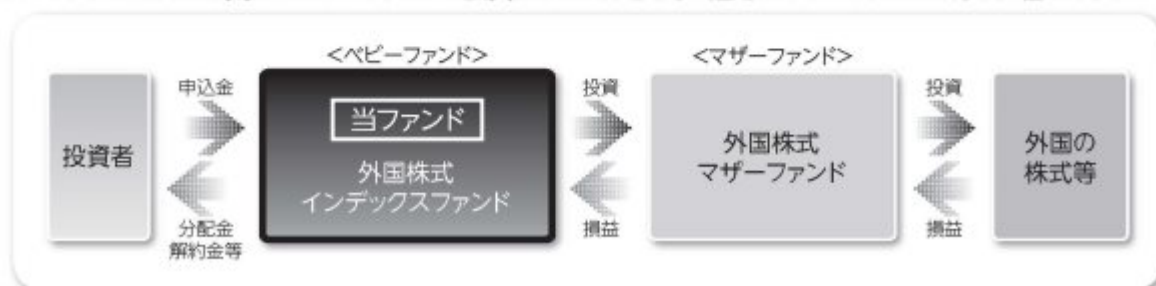 <ベビーファンド>
<マザーファンド>
投資者
申込金
分配金
解約金等
当ファンド
外国株式
インデックスファンド
投資
損益
外国株式
マザーファンド
投資
損益
外国の
株式等